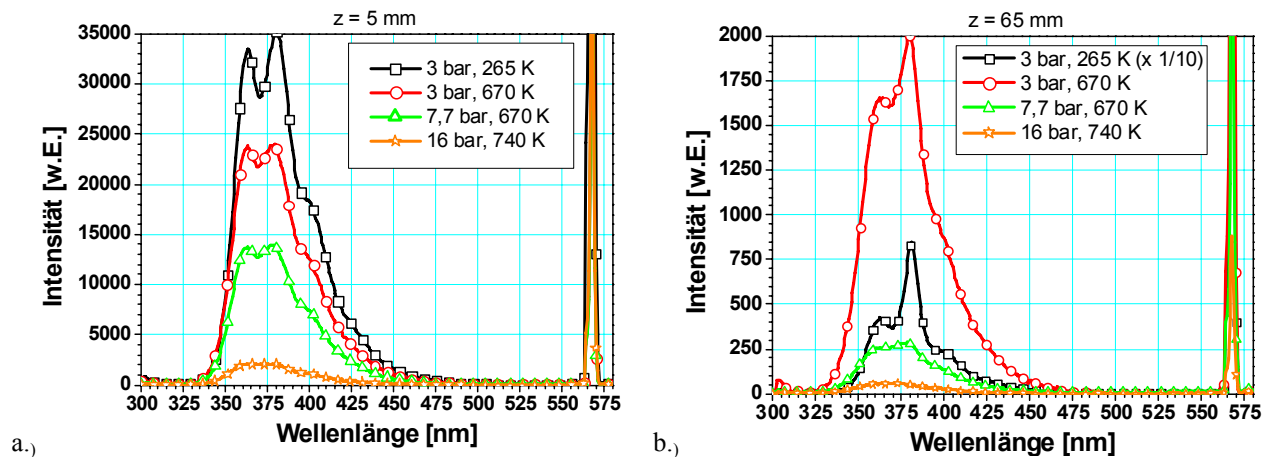 z = 5 mm
35000
30000
25000
20000
15000
10000
5000
0
Intensität [w.E.]
3 bar, 265 K
3 bar, 670 K
7,7 bar, 670 K
16 bar, 740 K
300 325 350 375 400 425 450 475 500 525 550 575
Wellenlänge [nm]
a.)
z = 65 mm
2000
1750
1500
1250
1000
750
500
250
0
Intensität [w.E.]
3 bar, 265 K (x 1/10)
3 bar, 670 K
7,7 bar, 670 K
16 bar, 740 K
300 325 350 375 400 425 450 475 500 525 550 575
Wellenlänge [nm]
b.)